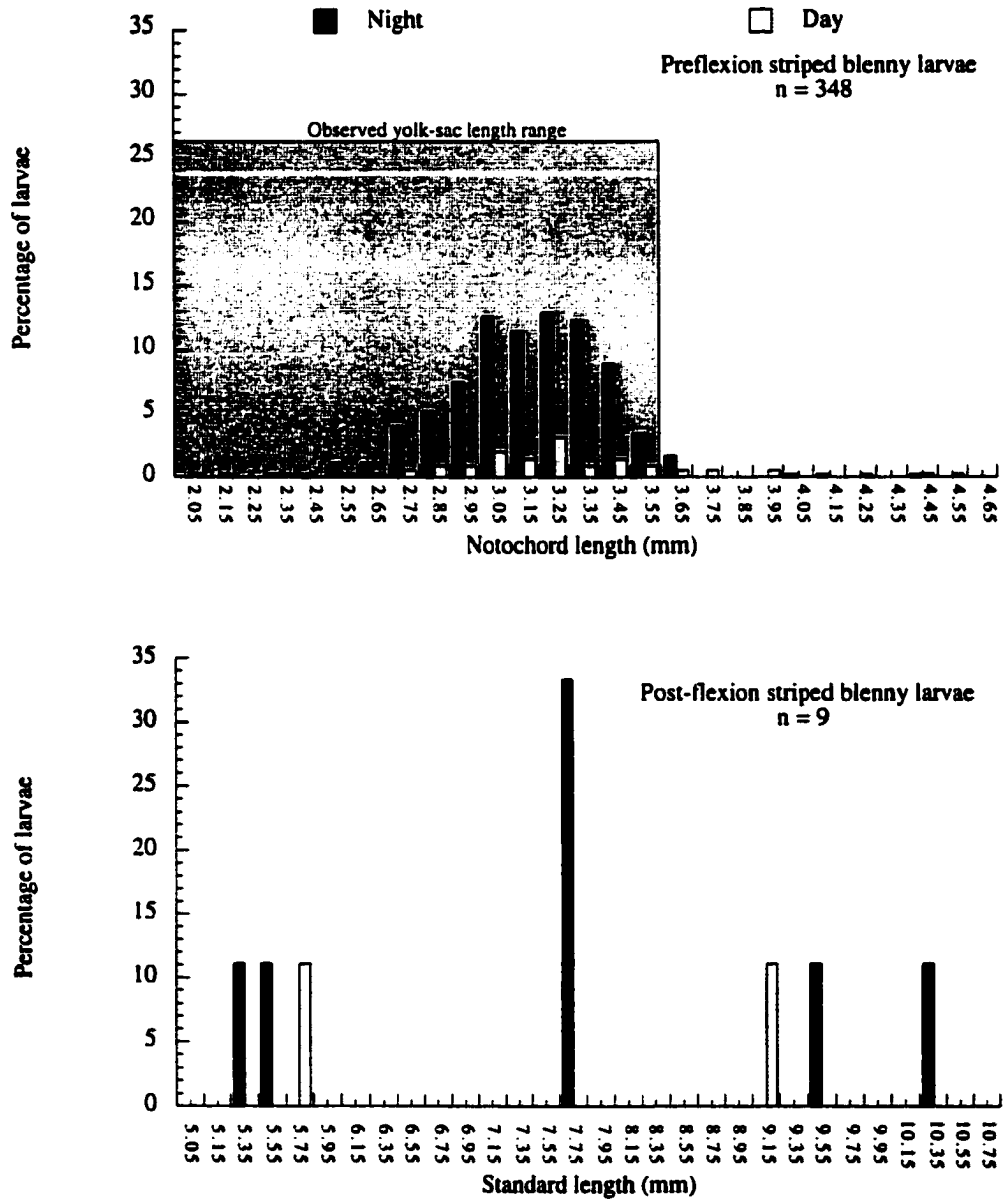 Night Day
Preflexion striped blenny larvae
n = 348
Observed yolk-sac length range
Percentage of larvae
35
30
25
20
15
10
5
0
2.05 2.15 2.25 2.35 2.45 2.55 2.65 2.75 2.85 2.95 3.05 3.15 3.25 3.35 3.45 3.55 3.65 3.75 3.85 3.95 4.05 4.15 4.25 4.35 4.45 4.55 4.65
Notochord length (mm)
Post-flexion striped blenny larvae
n = 9
Percentage of larvae
35
30
25
20
15
10
5
0
5.05 5.15 5.35 5.55 5.75 5.95 6.15 6.35 6.55 6.75 6.95 7.15 7.35 7.55 7.75 7.95 8.15 8.35 8.55 8.75 8.95 9.15 9.35 9.55 9.75 9.95 10.15 10.35 10.55 10.75
Standard length (mm)